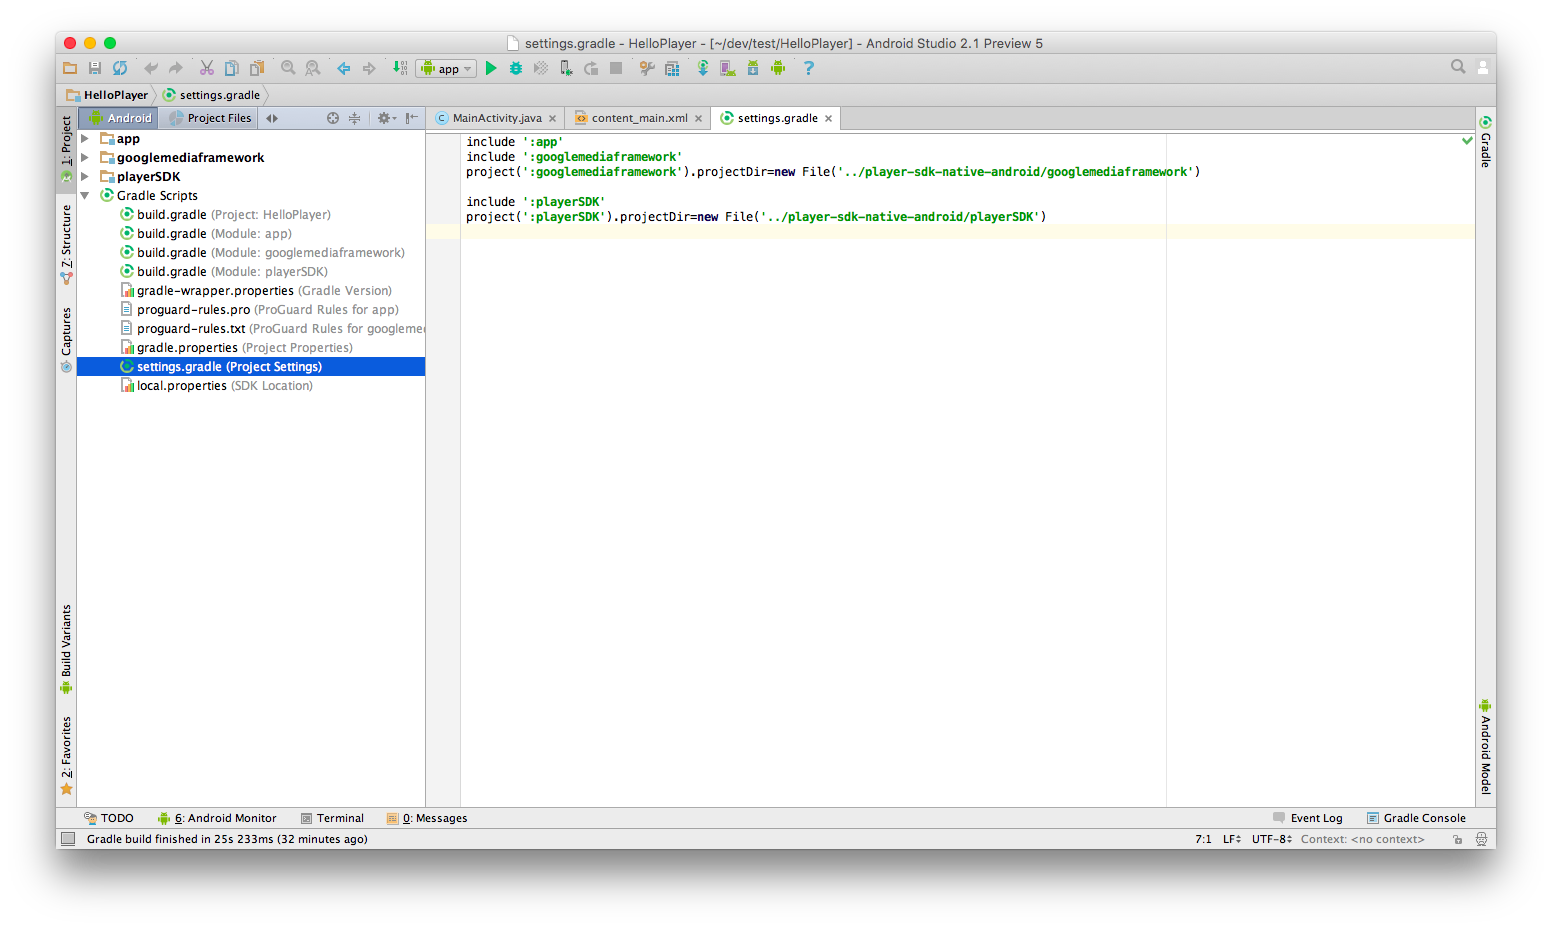 settings.gradle - HelloPlayer - [~/dev/test/HelloPlayer] - Android Studio 2.1 Preview 5
app
HelloPlayer
settings.gradle
Android
Project Files
MainActivity.java
content_main.xml
settings.gradle
1: Project
Z: Structure
Captures
Build Variants
2: Favorites
app
googlemediaframework
playerSDK
Gradle Scripts
build.gradle (Project: HelloPlayer)
build.gradle (Module: app)
build.gradle (Module: googlemediaframework)
build.gradle (Module: playerSDK)
gradle-wrapper.properties (Gradle Version)
proguard-rules.pro (ProGuard Rules for app)
proguard-rules.txt (ProGuard Rules for googleme
gradle.properties (Project Properties)
settings.gradle (Project Settings)
local.properties (SDK Location)
include ':app'
include ':googlemediaframework'
project(':googlemediaframework').projectDir=new File('../player-sdk-native-android/googlemediaframework')
include ':playerSDK'
project(':playerSDK').projectDir=new File('../player-sdk-native-android/playerSDK')
Gradle
Android Model
TODO
6: Android Monitor
Terminal
0: Messages
Event Log
Gradle Console
Gradle build finished in 25s 233ms (32 minutes ago)
7:1
LF
UTF-8
Context: <no context>